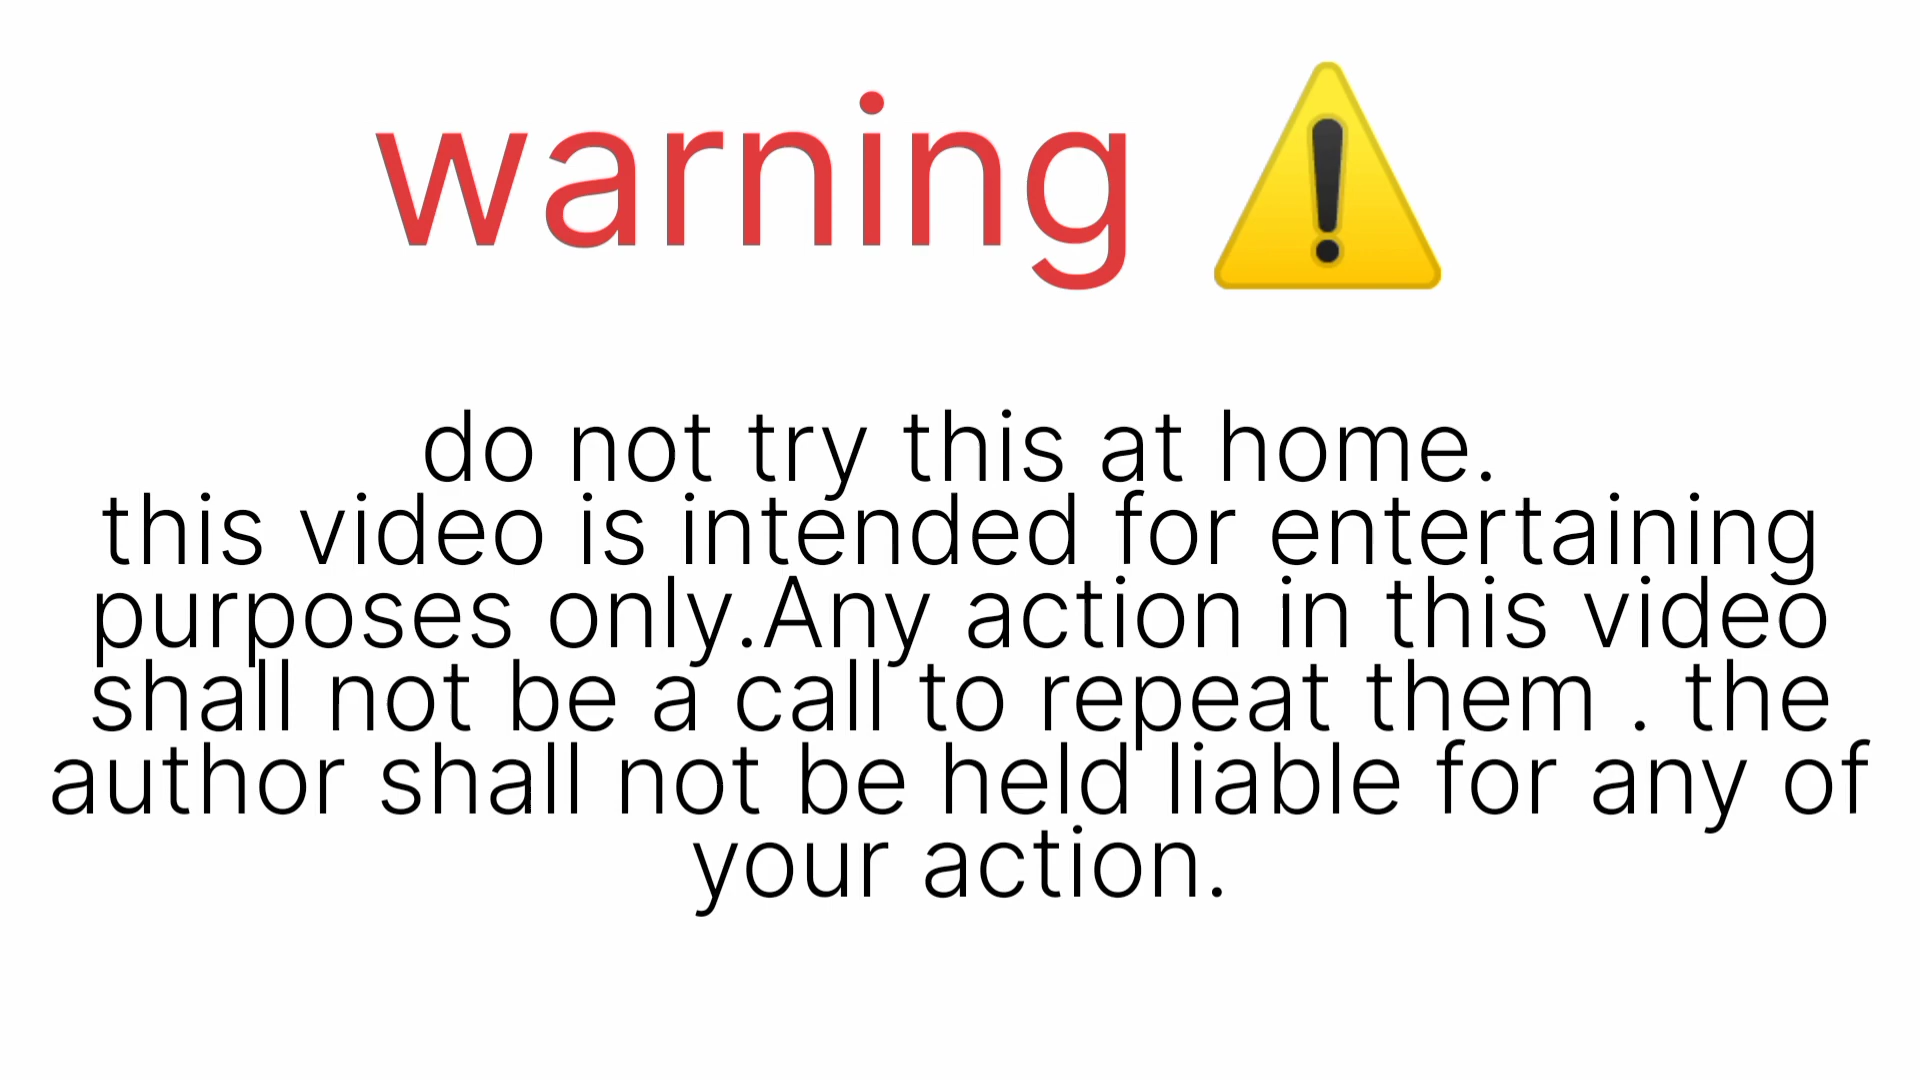 warning ⚠️
do not try this at home.
this video is intended for entertaining
purposes only.Any action in this video
shall not be a call to repeat them . the
author shall not be held liable for any of
your action.